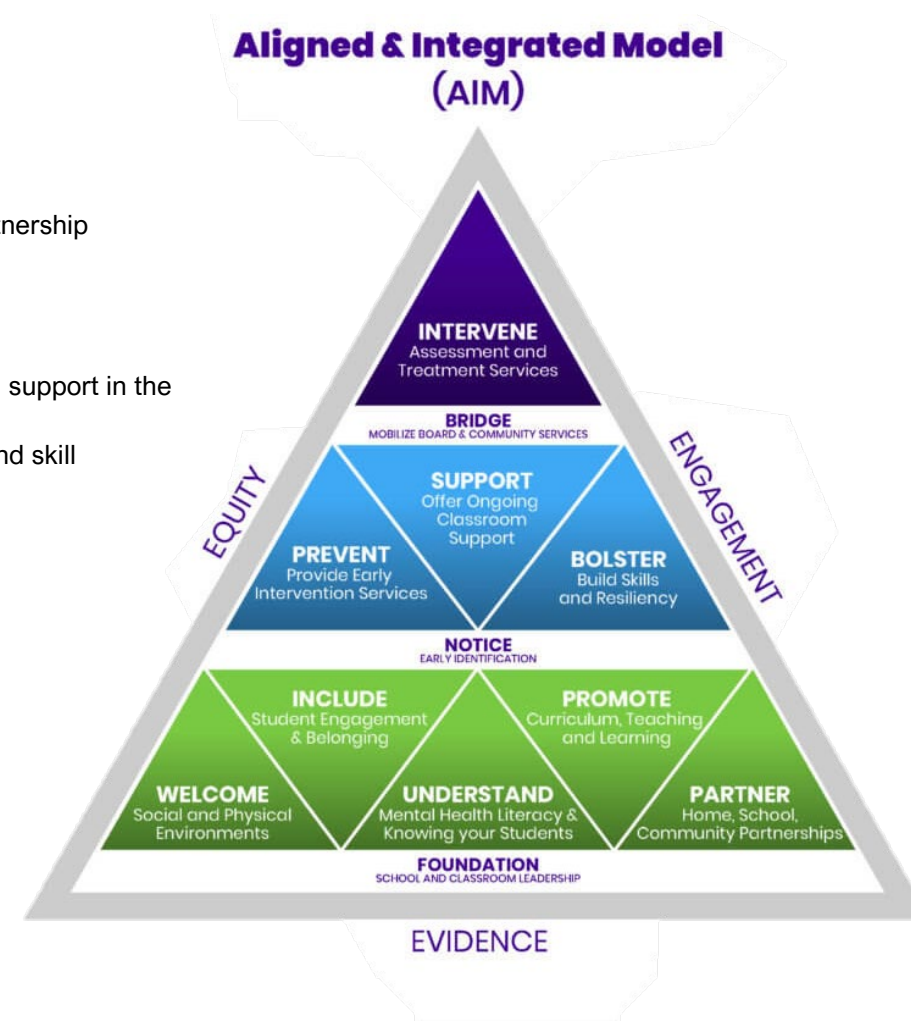 Aligned & Integrated Model
(AIM)
tnership
support in the
nd skill
EQUITY
ENGAGEMENT
INTERVENE
Assessment and
Treatment Services
BRIDGE
MOBILIZE BOARD & COMMUNITY SERVICES
SUPPORT
Offer Ongoing
Classroom
Support
PREVENT
Provide Early
Intervention Services
BOLSTER
Build Skills
and Resiliency
NOTICE
EARLY IDENTIFICATION
INCLUDE
Student Engagement
& Belonging
PROMOTE
Curriculum, Teaching
and Learning
WELCOME
Social and Physical
Environments
UNDERSTAND
Mental Health Literacy &
Knowing your Students
PARTNER
Home, School,
Community Partnerships
FOUNDATION
SCHOOL AND CLASSROOM LEADERSHIP
EVIDENCE